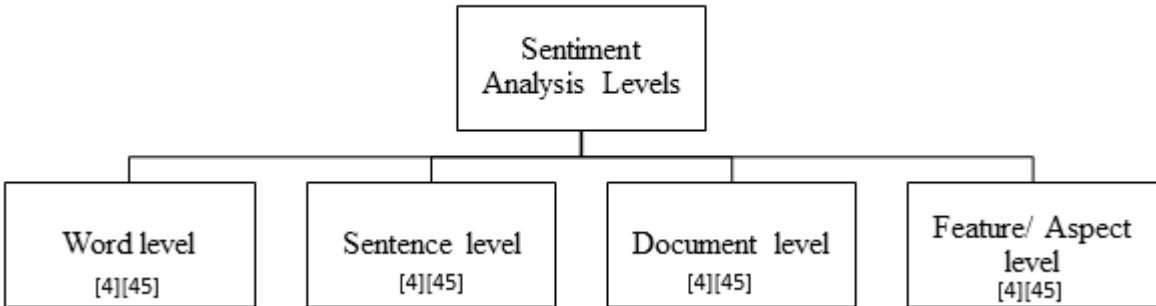 Sentiment
Analysis Levels
Word level
[4][45]
Sentence level
[4][45]
Document level
[4][45]
Feature/ Aspect
level
[4][45]